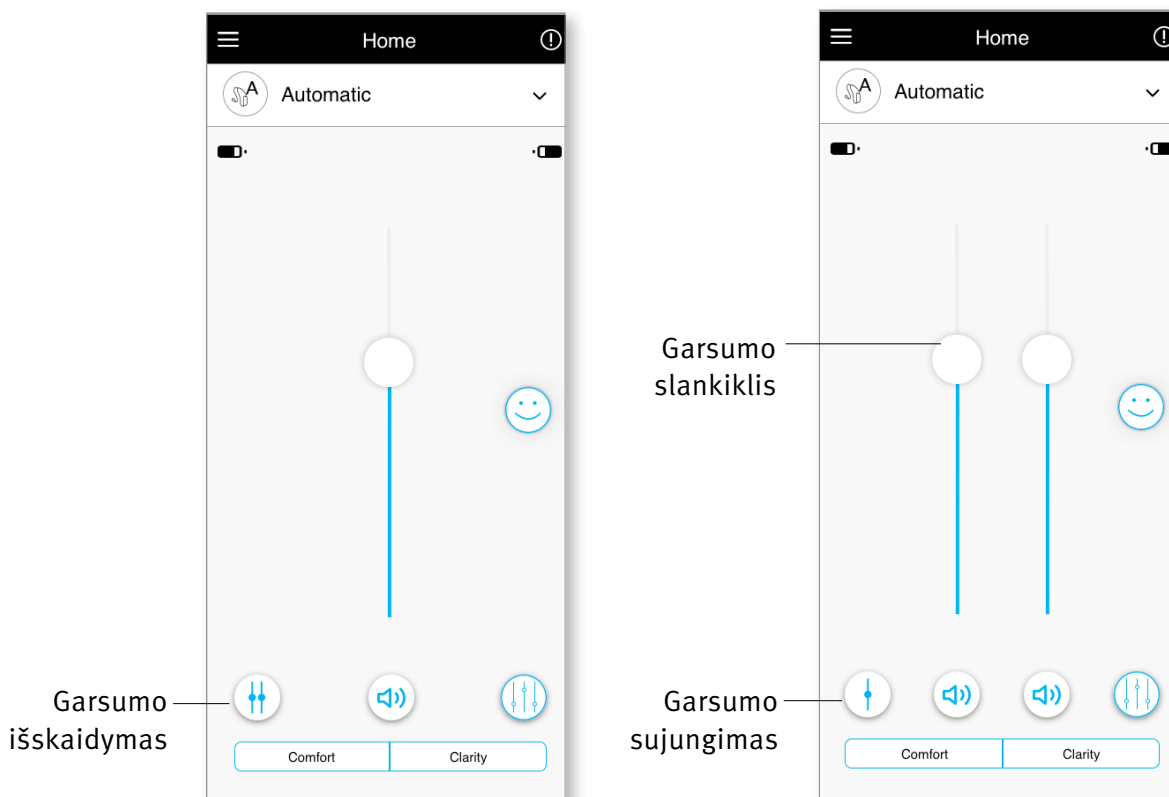 Home
Automatic
Garsumo
išskaidymas
Comfort Clarity
Home
Automatic
Garsumo
slankiklis
Garsumo
sujungimas
Comfort Clarity